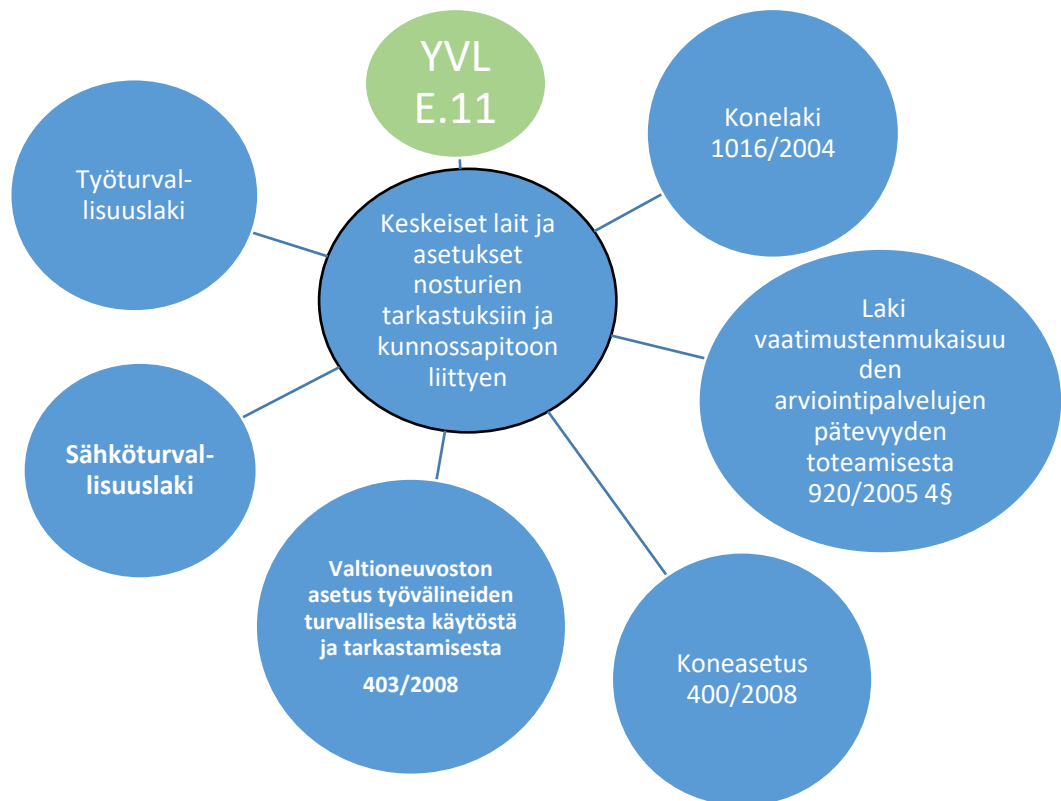 YVL
E.11
Konelaki
1016/2004
Työturval-
lisuuslaki
Keskeiset lait ja
asetukset
nosturien
tarkastuksiin ja
kunnossapitoon
liittyen
Laki
vaatimustenmukaisuu
den
arviointipalvelujen
pätevyyden
toteamisesta
920/2005 4§
Sähköturval-
lisuuslaki
Valtioneuvoston
asetus työvälineiden
turvallisesta käytöstä
ja tarkastamisesta
403/2008
Koneasetus
400/2008